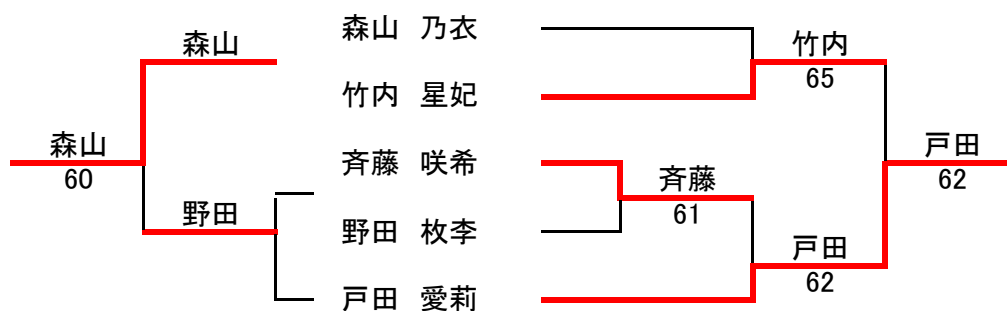 森山 乃衣
森山
竹内
竹内 星妃
65
森山
斉藤 咲希
戸田
60
斉藤
62
野田
61
野田 枚李
戸田
62
戸田 愛莉